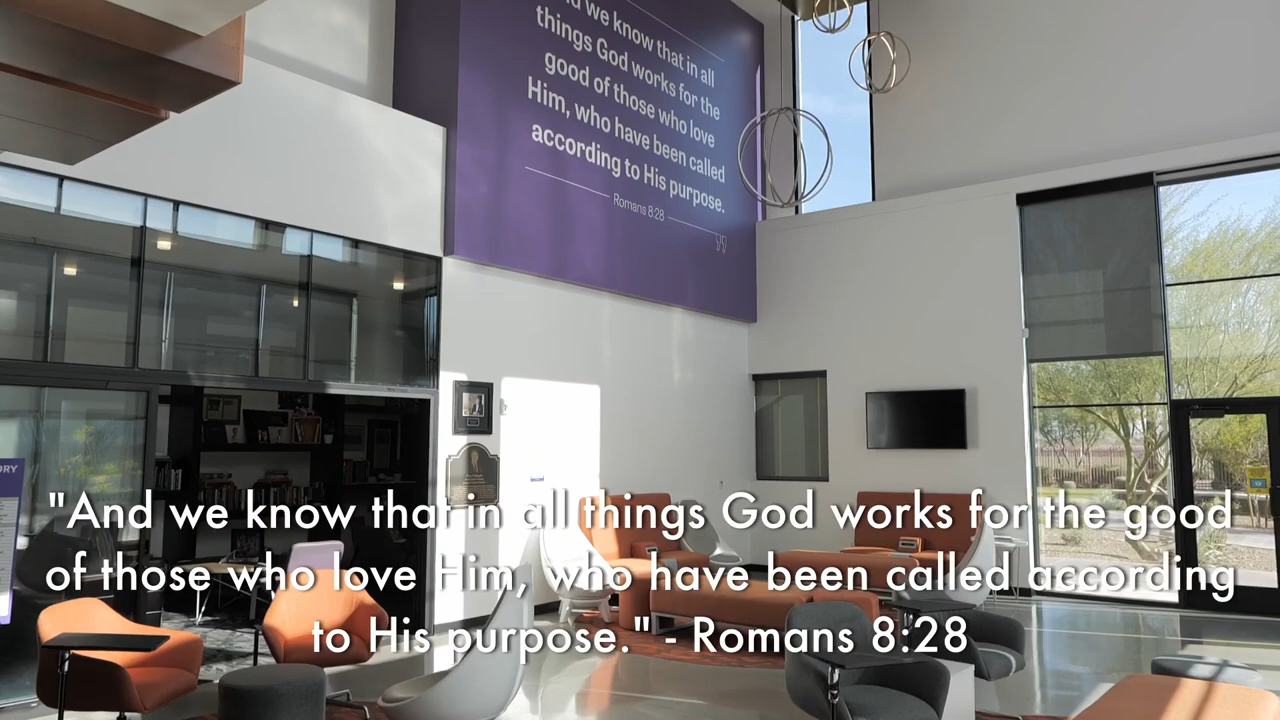 we know that in all
things God works for the
good of those who love
Him, who have been called
according to His purpose.
Romans 8:28
ORY
"And we know that in all things God works for the good
of those who love Him, who have been called according
to His purpose." - Romans 8:28